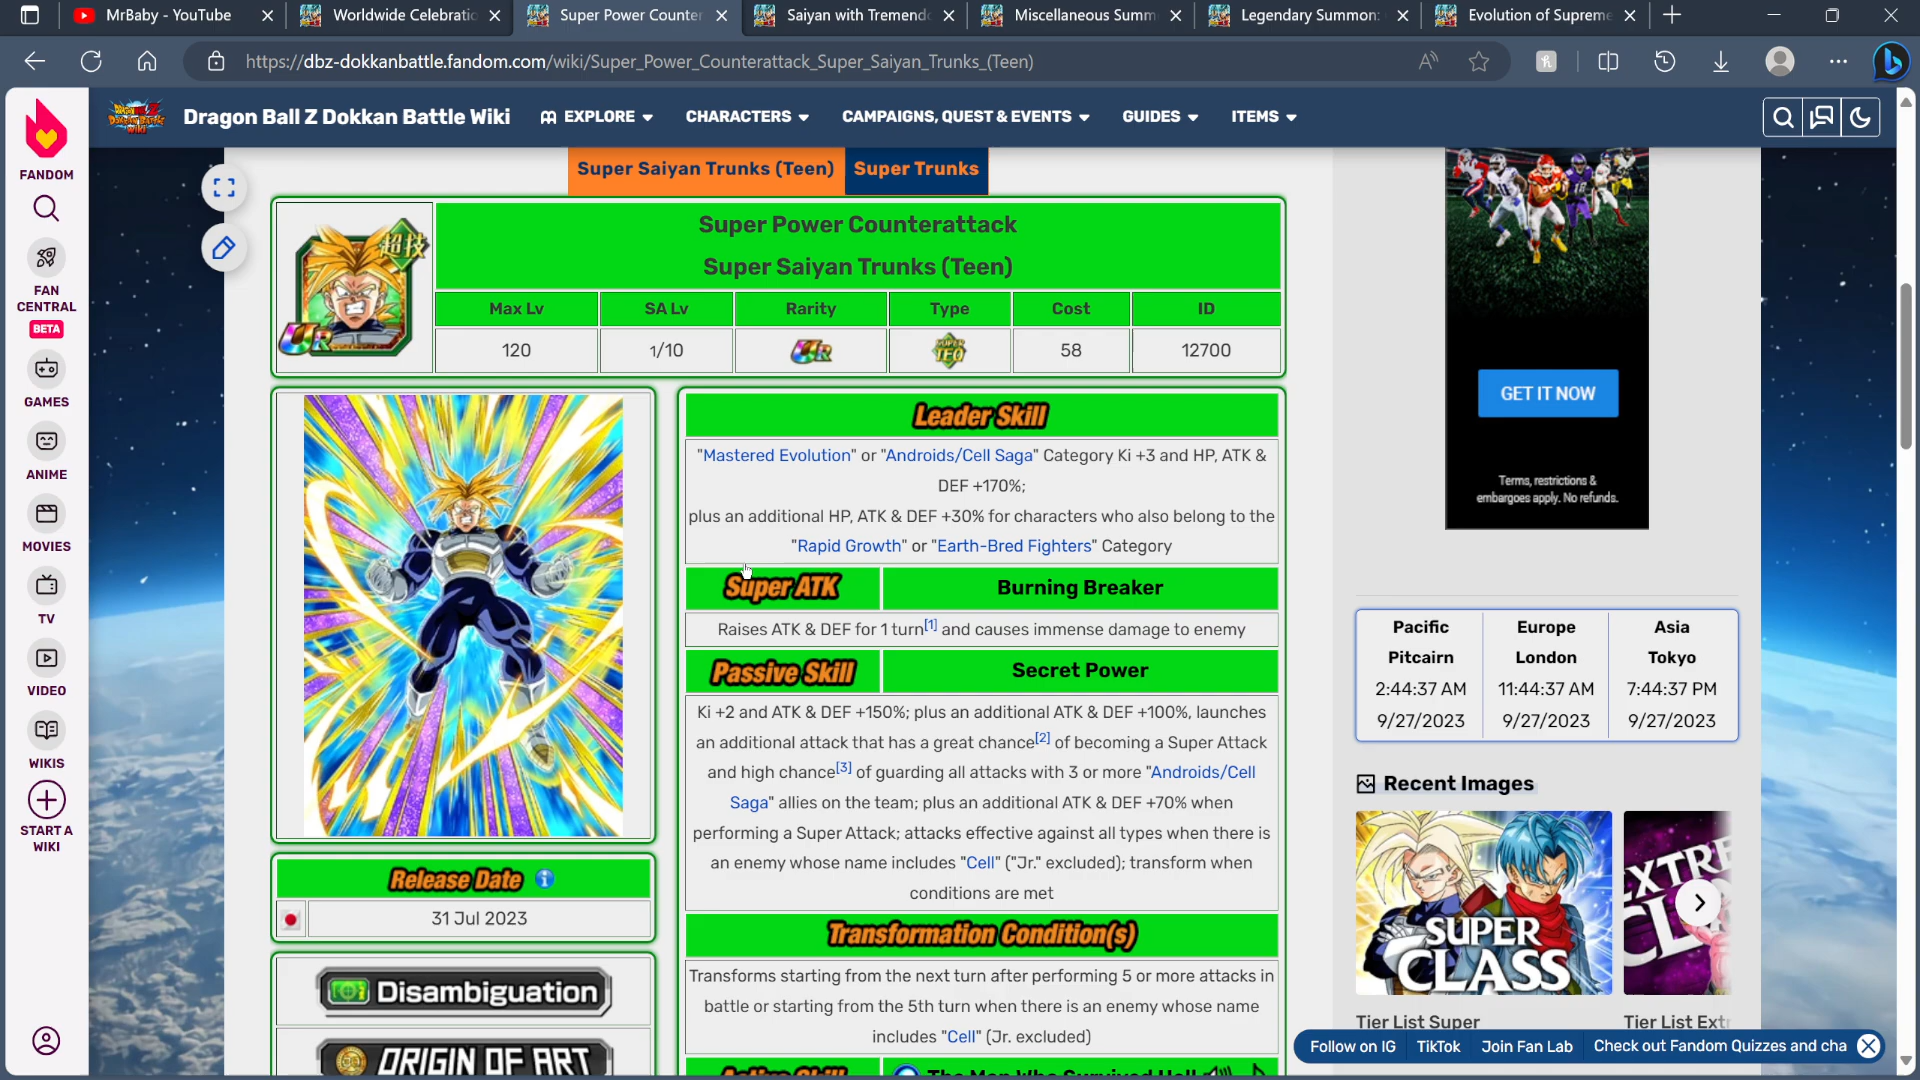 MrBaby - YouTube
Worldwide Celebratio
Super Power Counter
Saiyan with Tremend
Miscellaneous Summ
Legendary Summon:
Evolution of Supreme
https://dbz-dokkanbattle.fandom.com/wiki/Super_Power_Counterattack_Super_Saiyan_Trunks_(Teen)
FANDOM
FAN CENTRAL
BETA
GAMES
ANIME
MOVIES
TV
VIDEO
WIKIS
START A WIKI
Dragon Ball Z Dokkan Battle Wiki
EXPLORE
CHARACTERS
CAMPAIGNS, QUEST & EVENTS
GUIDES
ITEMS
Super Saiyan Trunks (Teen)
Super Trunks
超技
UR
Super Power Counterattack
Super Saiyan Trunks (Teen)
Max Lv SA Lv Rarity Type Cost ID
120 1/10 UR SUPER TEQ 58 12700
Leader Skill
"Mastered Evolution" or "Androids/Cell Saga" Category Ki +3 and HP, ATK &
DEF +170%;
plus an additional HP, ATK & DEF +30% for characters who also belong to the
"Rapid Growth" or "Earth-Bred Fighters" Category
Super ATK Burning Breaker
Raises ATK & DEF for 1 turn[1] and causes immense damage to enemy
Passive Skill Secret Power
Ki +2 and ATK & DEF +150%; plus an additional ATK & DEF +100%, launches
an additional attack that has a great chance[2] of becoming a Super Attack
and high chance[3] of guarding all attacks with 3 or more "Androids/Cell
Saga" allies on the team; plus an additional ATK & DEF +70% when
performing a Super Attack; attacks effective against all types when there is
an enemy whose name includes "Cell" ("Jr." excluded); transform when
conditions are met
Transformation Condition(s)
Transforms starting from the next turn after performing 5 or more attacks in
battle or starting from the 5th turn when there is an enemy whose name
includes "Cell" (Jr. excluded)
Active Skill The Man Who Survived Hell
Release Date
31 Jul 2023
Disambiguation
ORIGIN OF ART
GET IT NOW
Terms, restrictions &
embargoes apply. No refunds.
Pacific Europe Asia
Pitcairn London Tokyo
2:44:37 AM 11:44:37 AM 7:44:37 PM
9/27/2023 9/27/2023 9/27/2023
Recent Images
SUPER
CLASS
EXTR
CL
Tier List Super
Tier List Extr
Follow on IG
TikTok
Join Fan Lab
Check out Fandom Quizzes and cha